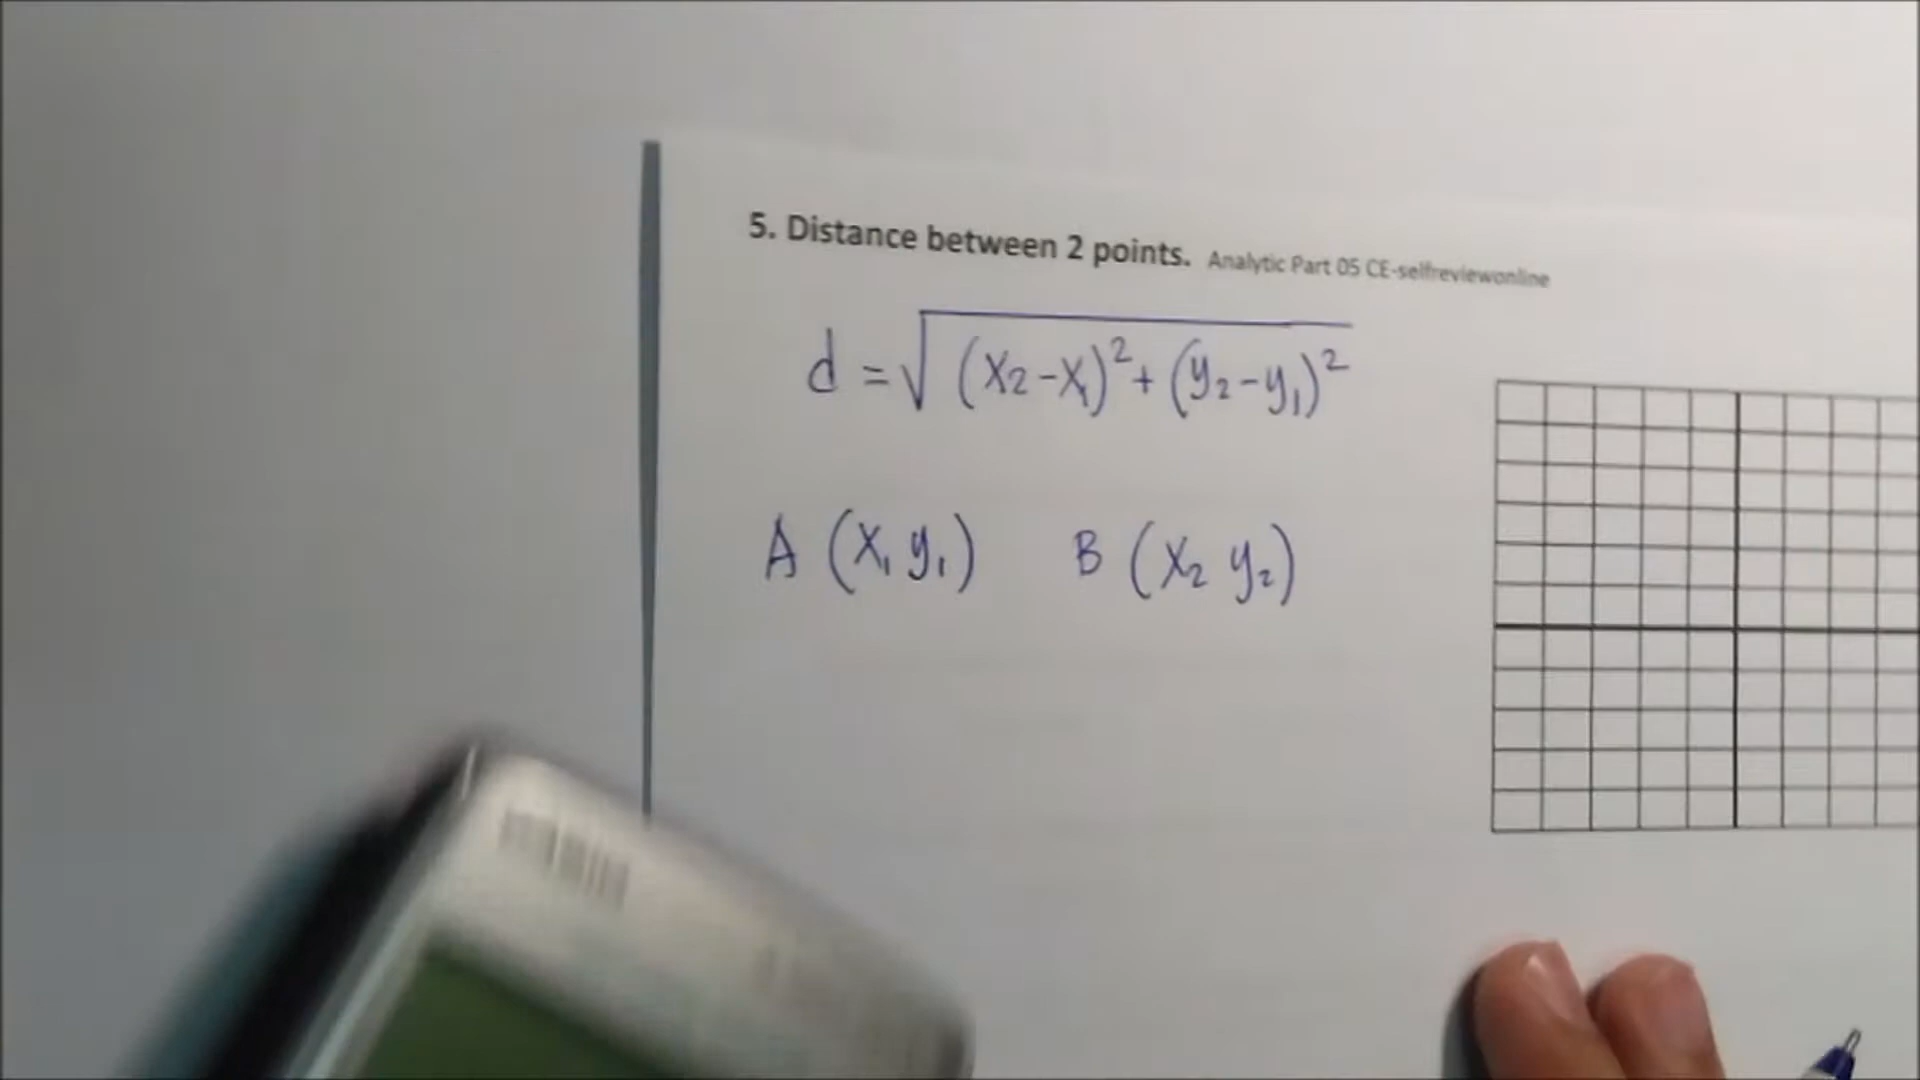 5. Distance between 2 points. Analytic Part 05 CE-selfreviewonline
d = √(x₂-x₁)² + (y₂-y₁)²
A (x₁ y₁) B (x₂ y₂)